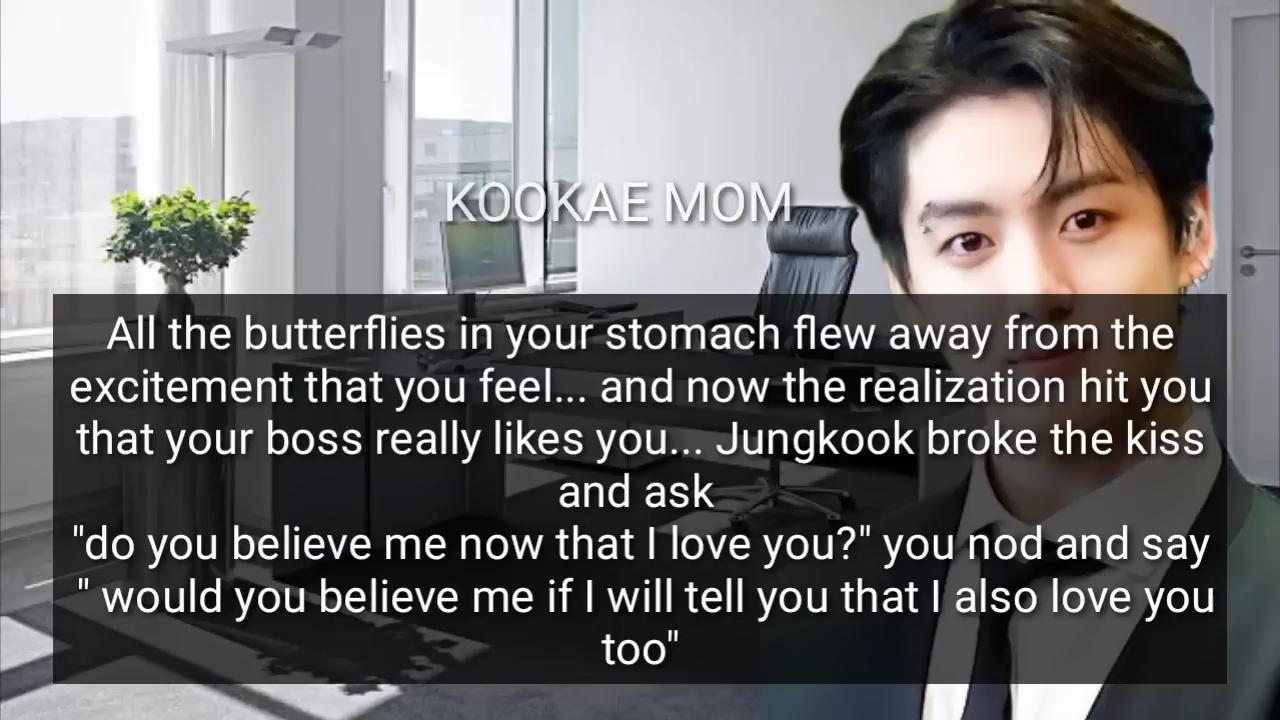 KOOKAE MOM
All the butterflies in your stomach flew away from the
excitement that you feel... and now the realization hit you
that your boss really likes you... Jungkook broke the kiss
and ask
"do you believe me now that I love you?" you nod and say
" would you believe me if I will tell you that I also love you
too"